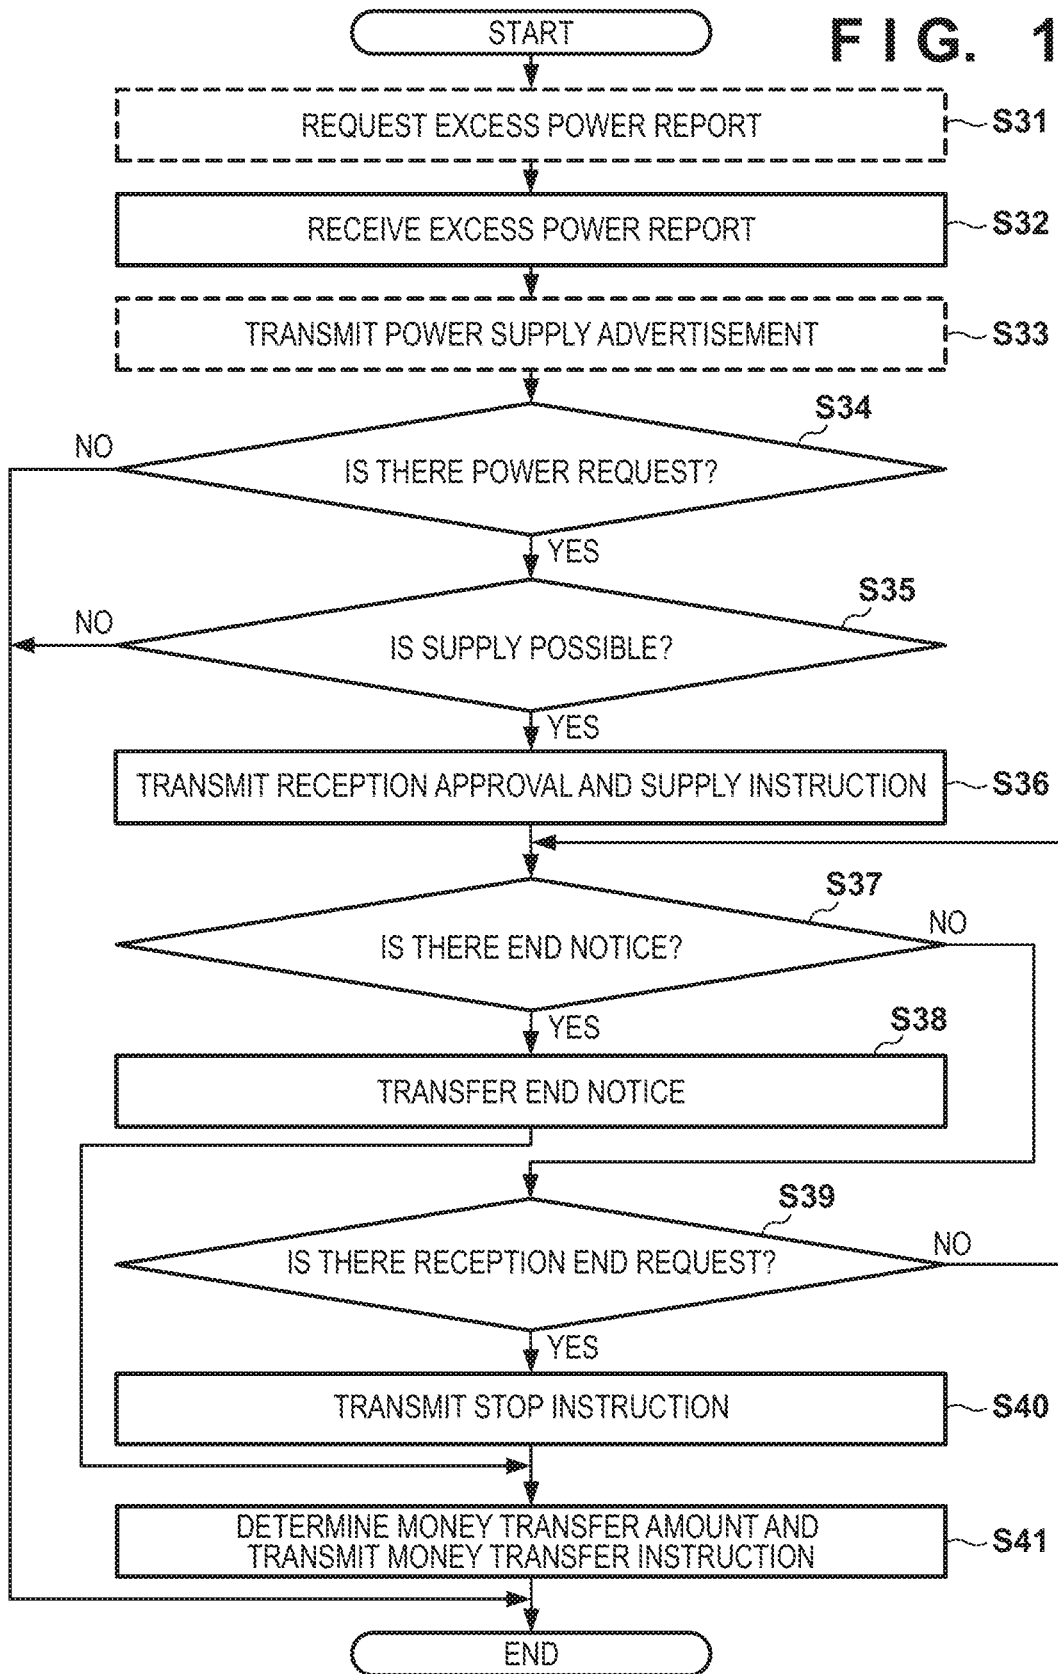 START
FIG. 1
REQUEST EXCESS POWER REPORT
S31
RECEIVE EXCESS POWER REPORT
S32
TRANSMIT POWER SUPPLY ADVERTISEMENT
S33
S34
NO
IS THERE POWER REQUEST?
YES
S35
NO
IS SUPPLY POSSIBLE?
YES
TRANSMIT RECEPTION APPROVAL AND SUPPLY INSTRUCTION
S36
S37
NO
IS THERE END NOTICE?
YES
S38
TRANSFER END NOTICE
S39
NO
IS THERE RECEPTION END REQUEST?
YES
TRANSMIT STOP INSTRUCTION
S40
DETERMINE MONEY TRANSFER AMOUNT AND
TRANSMIT MONEY TRANSFER INSTRUCTION
S41
END